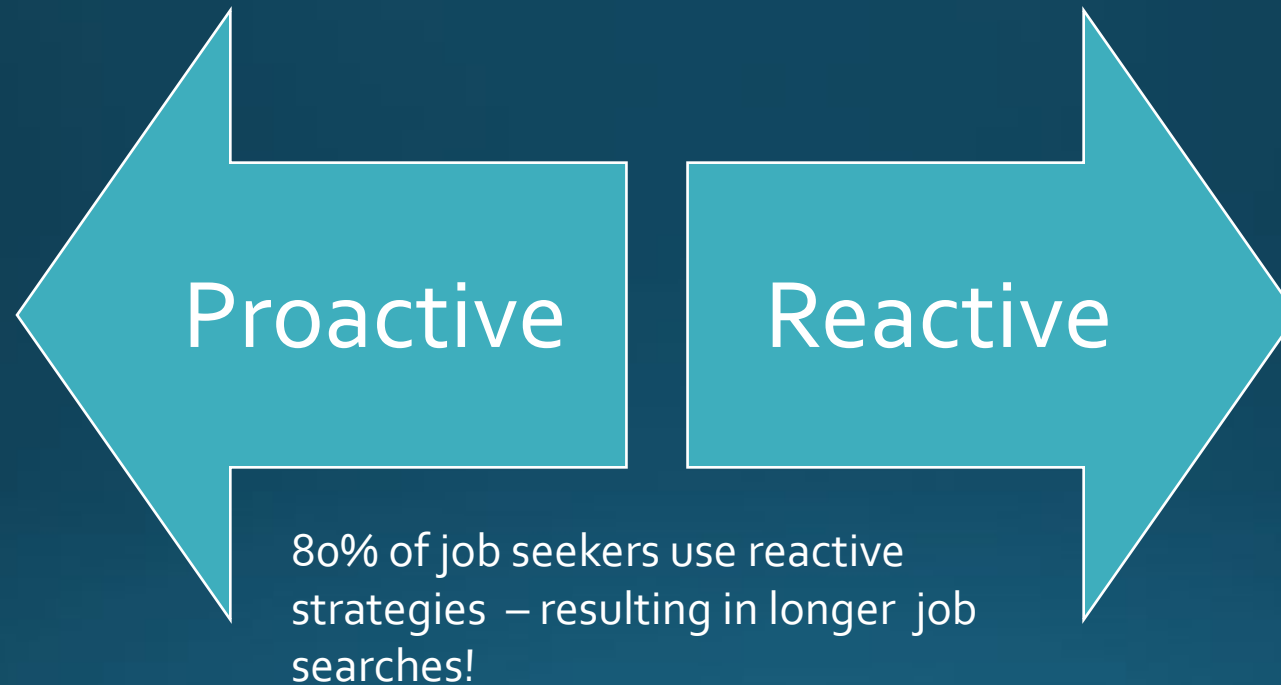 Proactive
Reactive
80% of job seekers use reactive
strategies – resulting in longer job
searches!